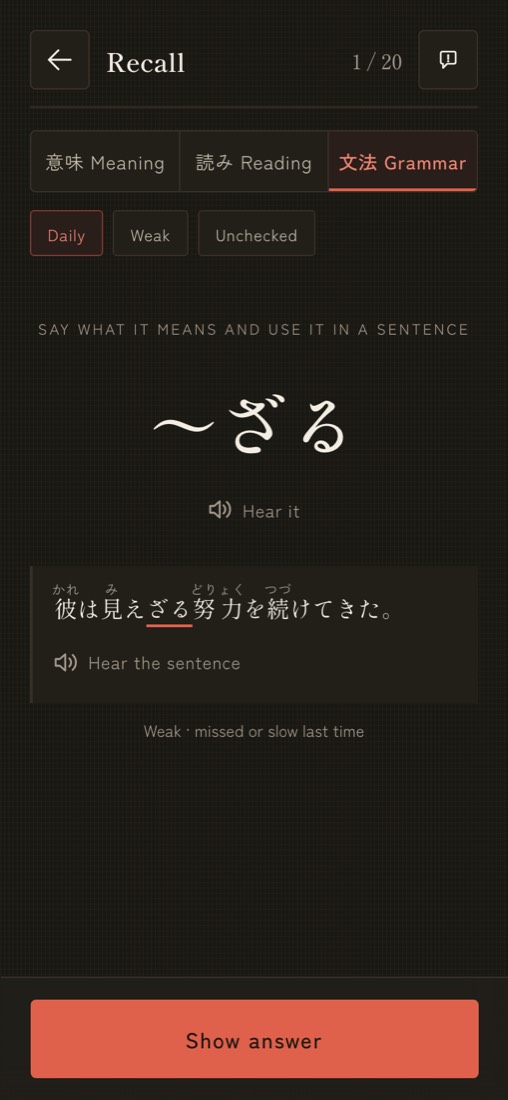 Recall
1 / 20
意味 Meaning
読み Reading
文法 Grammar
Daily
Weak
Unchecked
SAY WHAT IT MEANS AND USE IT IN A SENTENCE
〜ざる
Hear it
かれ み どりょく つづ
彼は見えざる努力を続けてきた。
Hear the sentence
Weak · missed or slow last time
Show answer